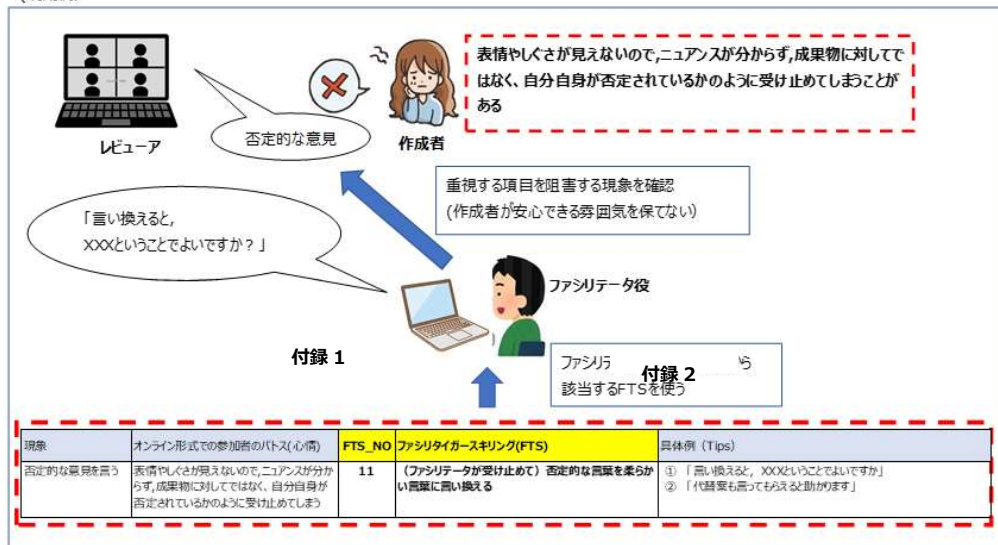 表情やしぐさが見えないので,ニュアンスが分からず,成果物に対してで
はなく、自分自身が否定されているかのように受け止めてしまうことが
ある
否定的な意見
レビューア
作成者
重視する項目を阻害する現象を確認
(作成者が安心できる雰囲気を保てない）
「言い換えると,
XXXということでよいですか？」
ファシリテータ役
付録１
ファシリ
付録２
ら
該当するFTSを使う
現象
オンライン形式での参加者のパトス(心情)
FTS_NO
ファシリタイガースキリング(FTS)
具体例（Tips）
否定的な意見を言う
表情やしぐさが見えないので,ニュアンスが分か
らず,成果物に対してではなく、自分自身が
否定されているかのように受け止めてしまう
11
（ファシリテータが受け止めて）否定的な言葉を柔らか
い言葉に言い換える
①　「言い換えると，XXXということでよいですか」
②　「代替案も言ってもらえると助かります」